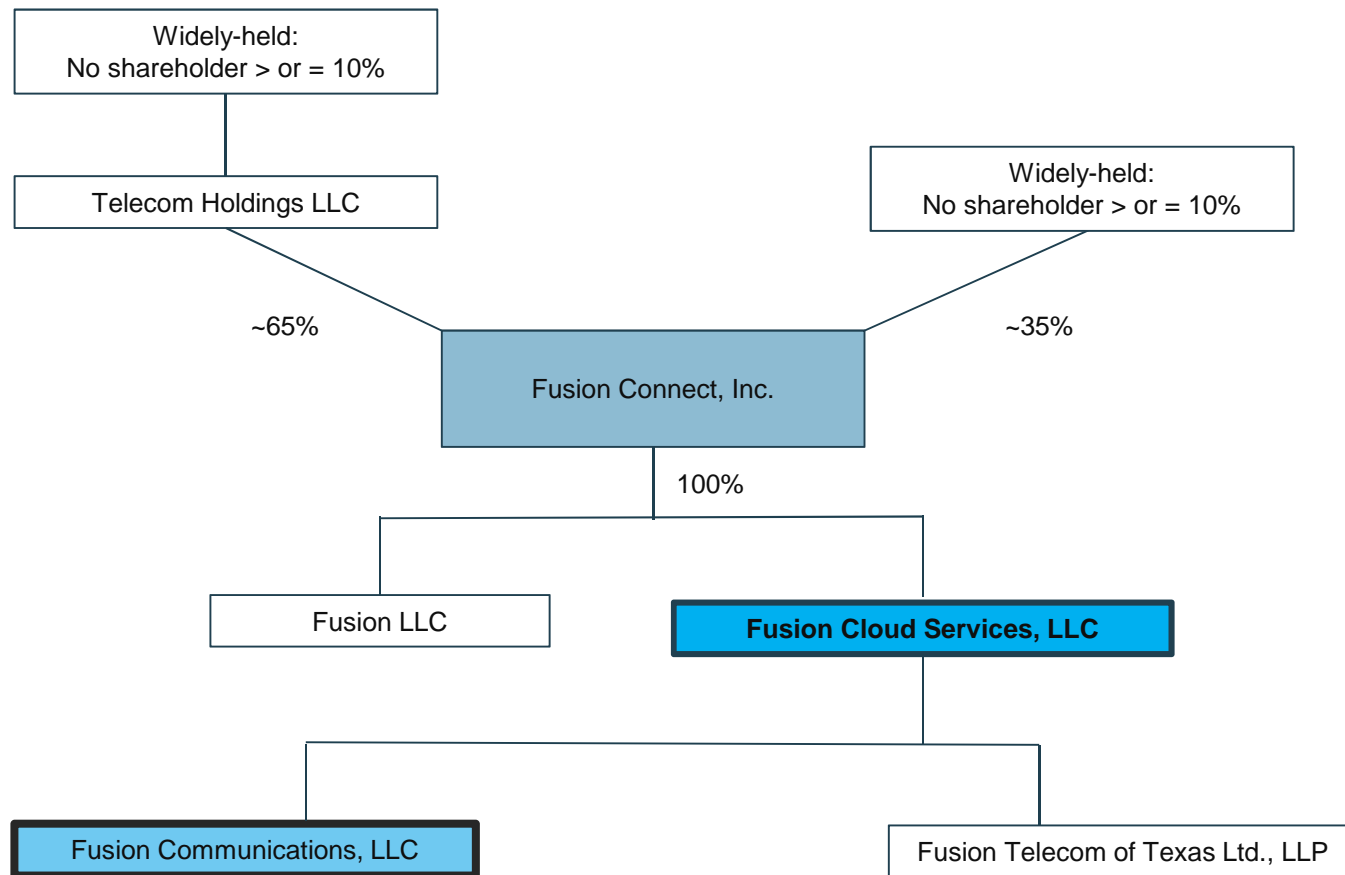 Widely-held:
No shareholder > or = 10%
Widely-held:
No shareholder > or = 10%
Telecom Holdings LLC
~65%
~35%
Fusion Connect, Inc.
100%
Fusion LLC
Fusion Cloud Services, LLC
Fusion Communications, LLC
Fusion Telecom of Texas Ltd., LLP